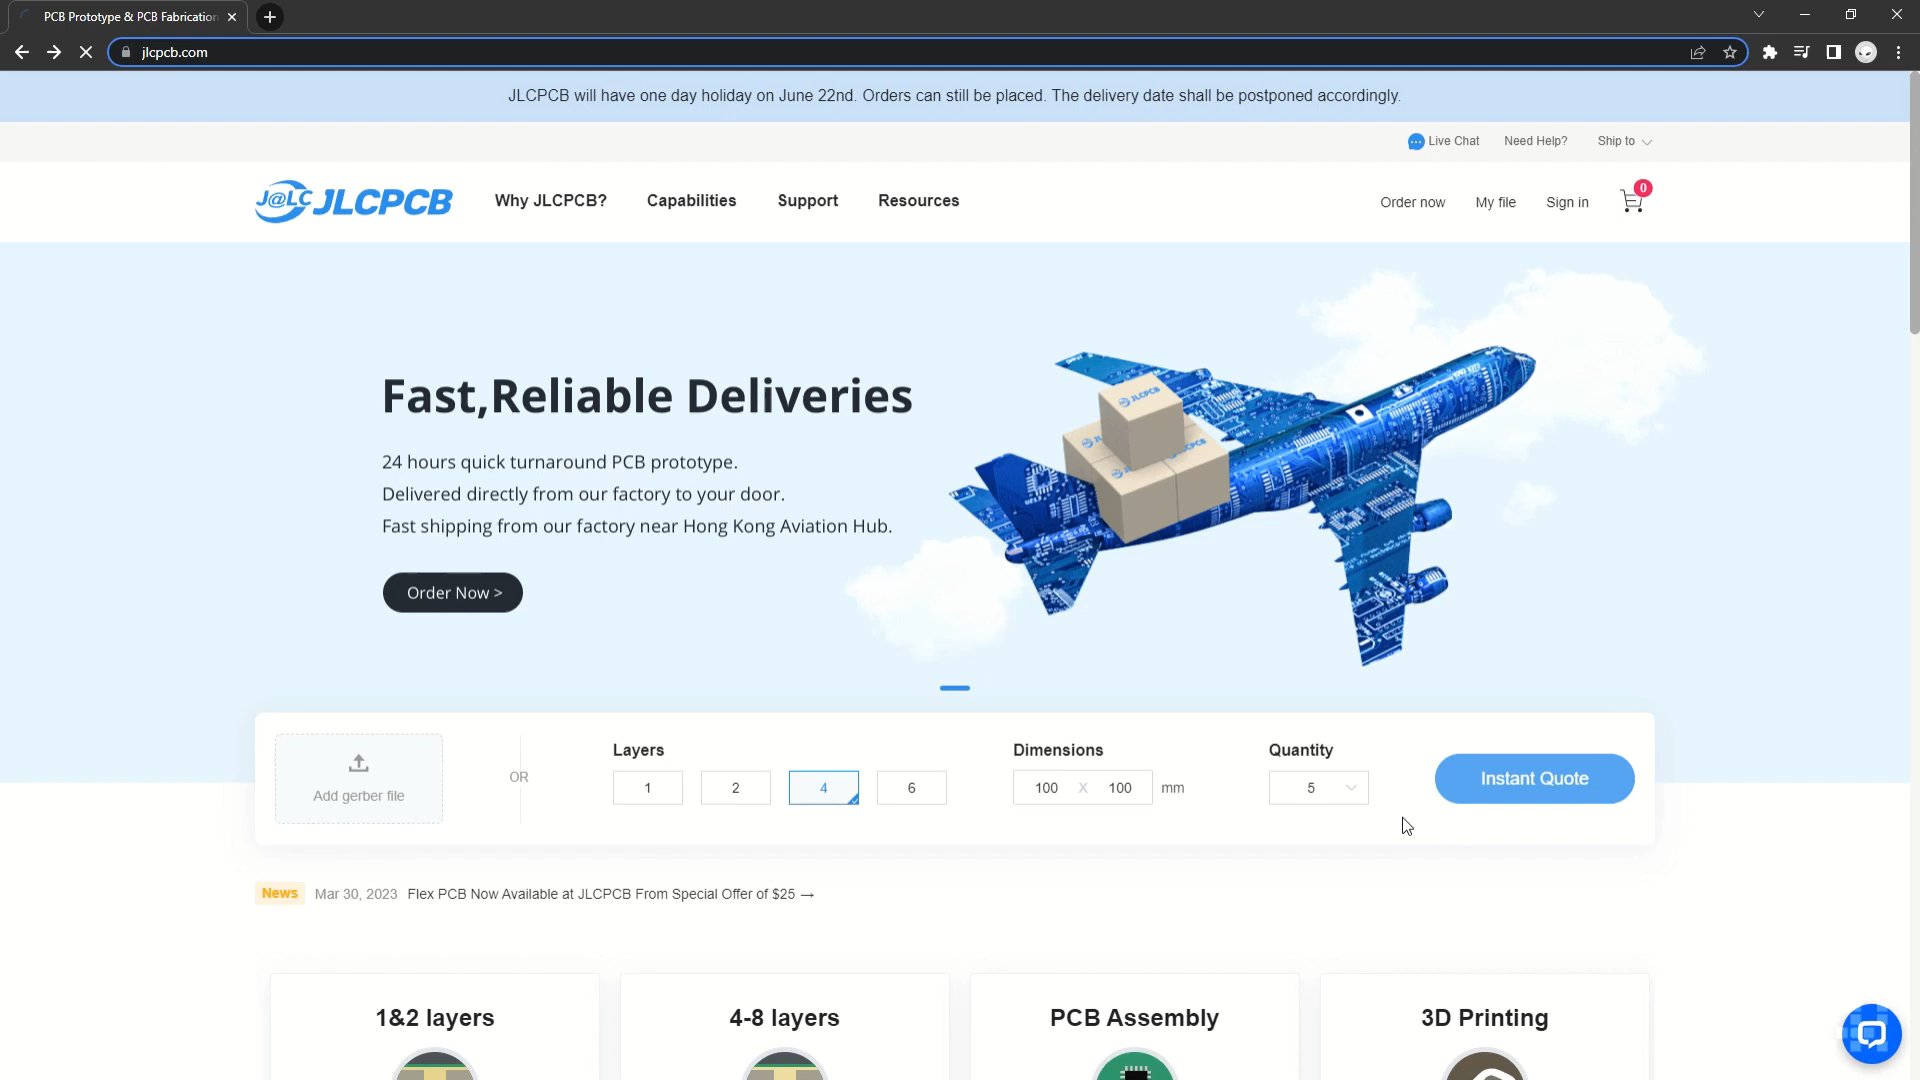 PCB Prototype & PCB Fabrication
jlcpcb.com
JLCPCB will have one day holiday on June 22nd. Orders can still be placed. The delivery date shall be postponed accordingly.
Live Chat
Need Help?
Ship to
J@LC JLCPCB
Why JLCPCB?
Capabilities
Support
Resources
Order now
My file
Sign in
0
Fast,Reliable Deliveries
24 hours quick turnaround PCB prototype.
Delivered directly from our factory to your door.
Fast shipping from our factory near Hong Kong Aviation Hub.
Order Now >
JLCPCB
Add gerber file
OR
Layers
1
2
4
6
Dimensions
100 X 100 mm
Quantity
5
Instant Quote
News Mar 30, 2023 Flex PCB Now Available at JLCPCB From Special Offer of $25 →
1&2 layers
4-8 layers
PCB Assembly
3D Printing